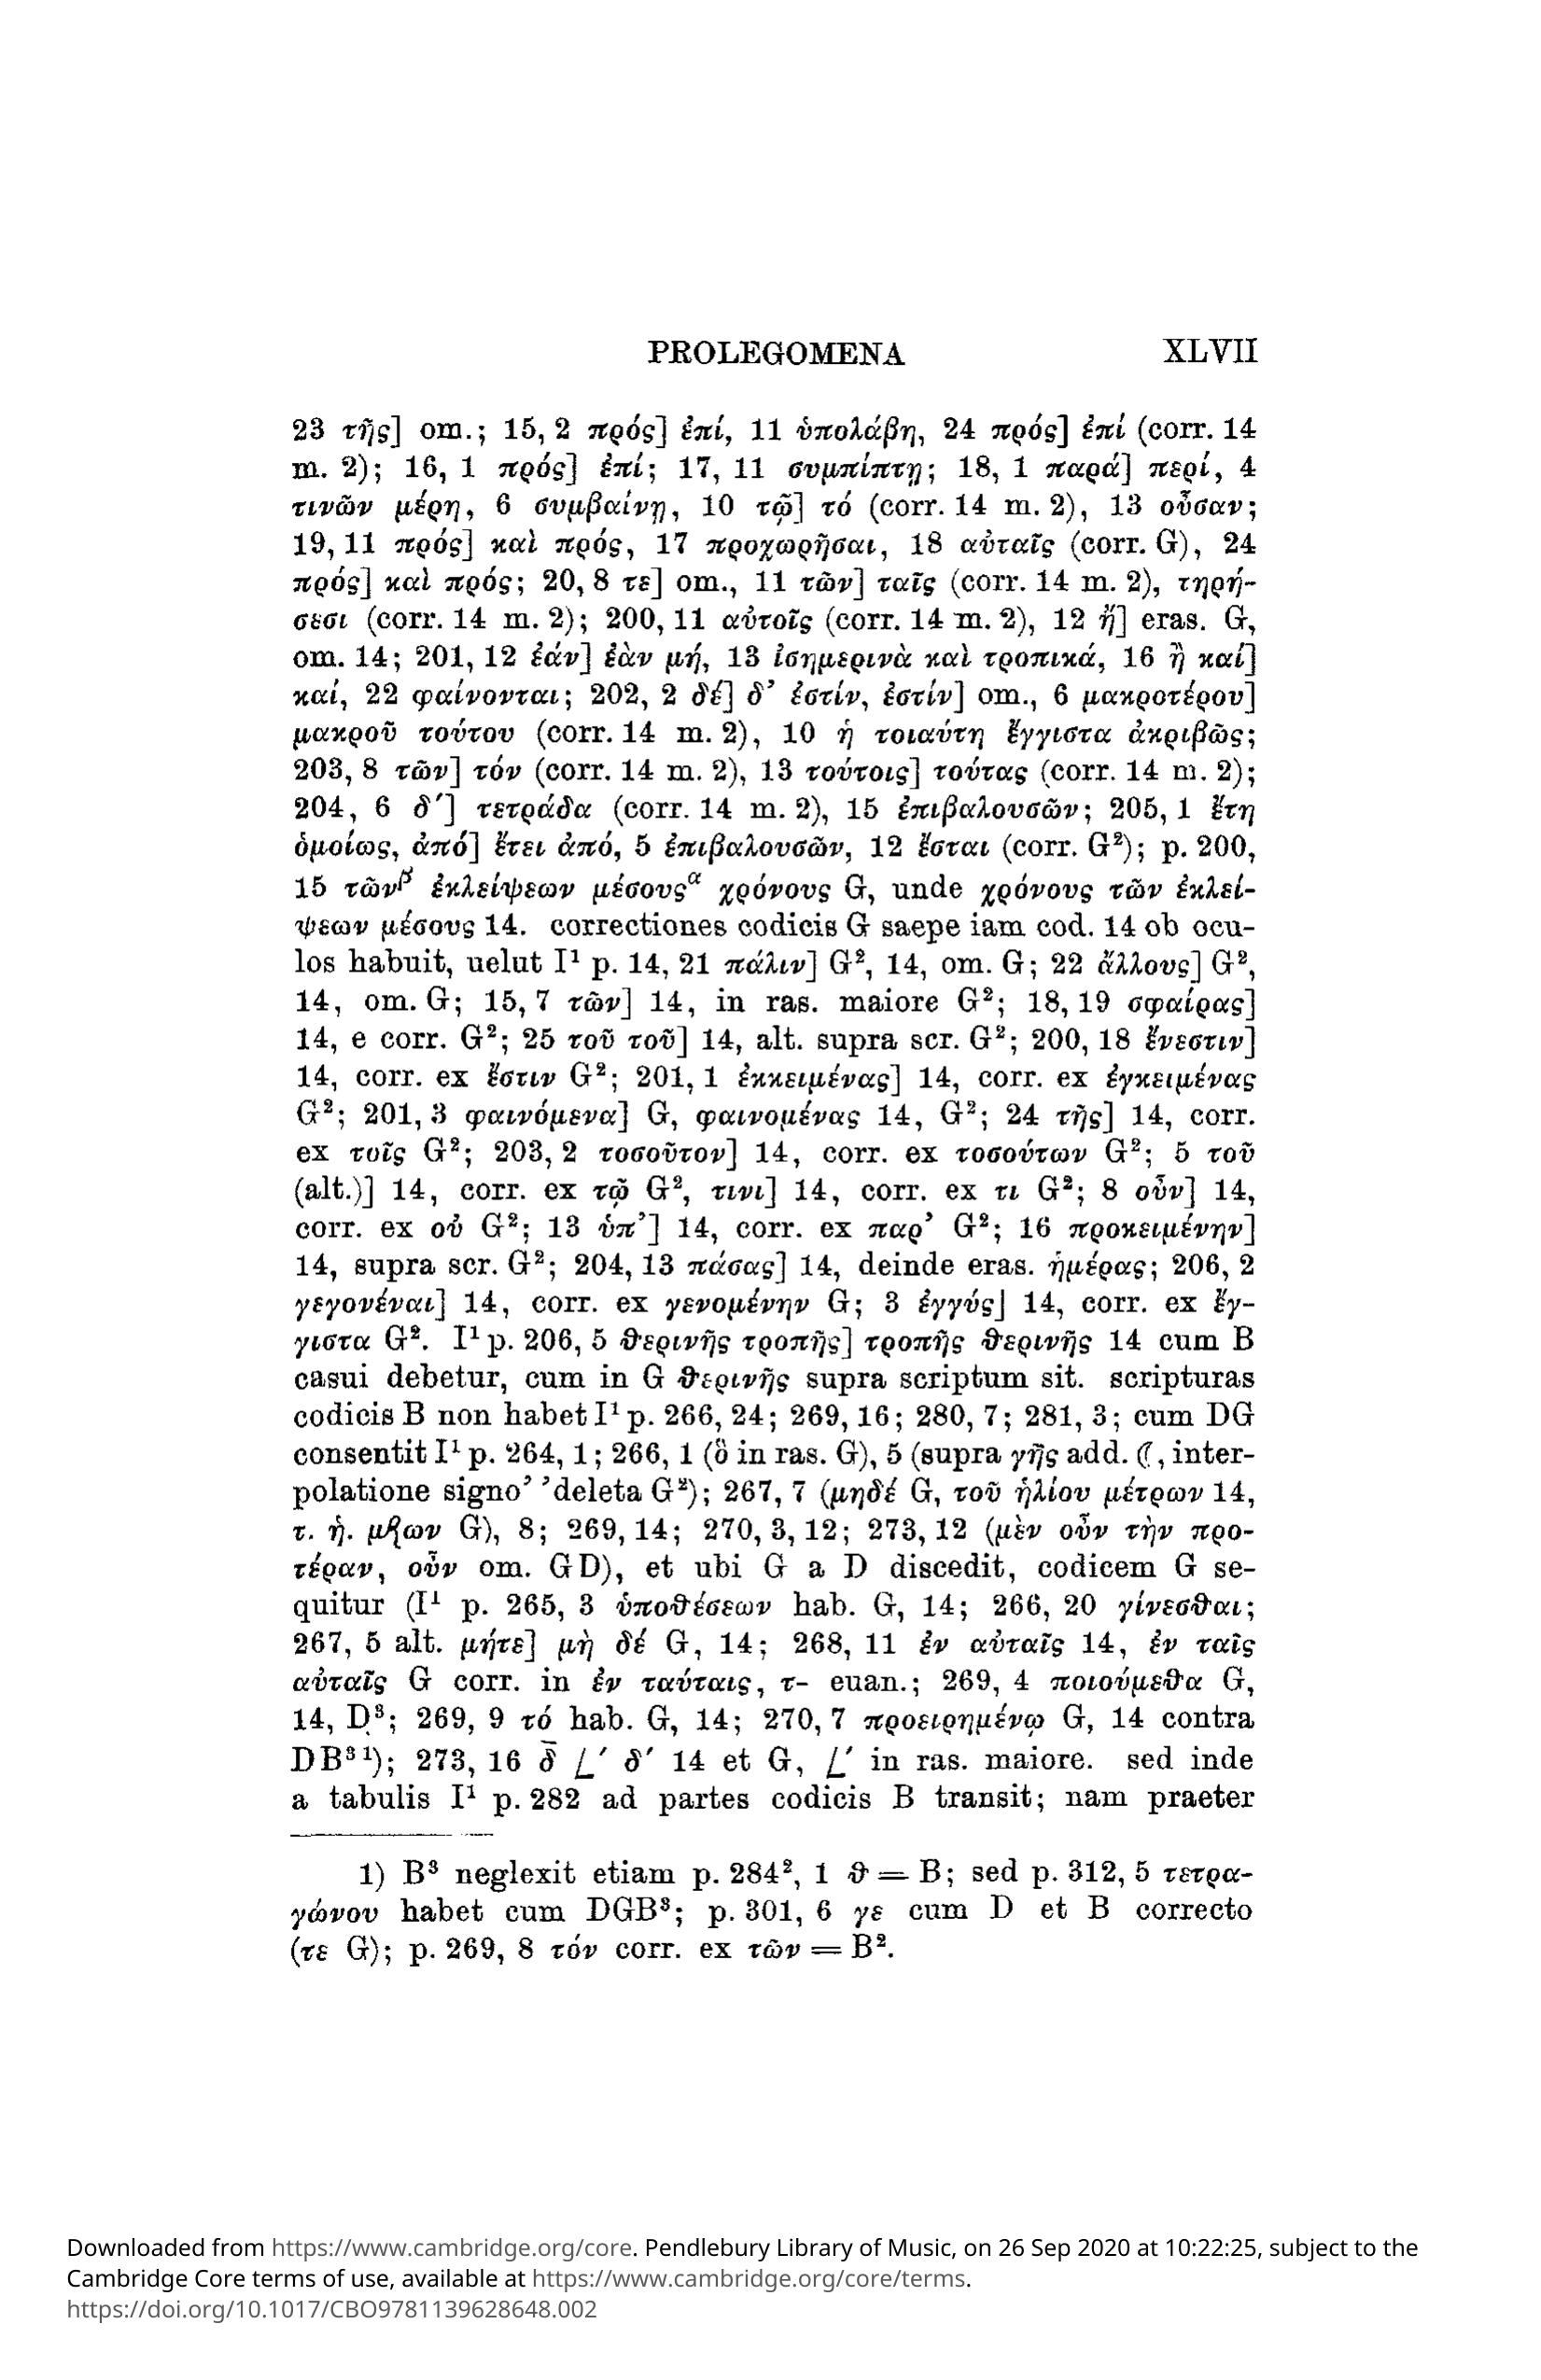 PROLEGOMENA XLVII
23 τῆς] om.; 15, 2 πρός] ἐπί, 11 ὑπολάβη, 24 πρός] ἐπί (corr. 14
m. 2); 16, 1 πρός] ἐπί; 17, 11 συμπίπτῃ; 18, 1 παρά] περί, 4
τινῶν μέρη, 6 συμβαίνῃ, 10 τῷ] τό (corr. 14 m. 2), 13 οὖσαν;
19, 11 πρός] καὶ πρός, 17 προχωρῆσαι, 18 αὐταῖς (corr. G), 24
πρός] καὶ πρός; 20, 8 τε] om., 11 τῶν] ταῖς (corr. 14 m. 2), τηρή-
σεσι (corr. 14 m. 2); 200, 11 αὐτοῖς (corr. 14 m. 2), 12 ἤ] eras. G,
om. 14; 201, 12 ἐάν] ἐὰν μή, 13 ἰσημερινὰ καὶ τροπικά, 16 ἢ καί]
καί, 22 φαίνονται; 202, 2 δέ] δ’ ἐστίν, ἐστίν] om., 6 μακροτέρου]
μακροῦ τούτου (corr. 14 m. 2), 10 ἡ τοιαύτη ἔγγιστα ἀκριβῶς;
203, 8 τῶν] τόν (corr. 14 m. 2), 13 τούτοις] τούτας (corr. 14 m. 2);
204, 6 δ′] τετράδα (corr. 14 m. 2), 15 ἐπιβαλουσῶν; 205, 1 ἔτη
ὁμοίως, ἀπό] ἔτει ἀπό, 5 ἐπιβαλουσῶν, 12 ἔσται (corr. G²); p. 200,
15 τῶνβ ἐκλείψεων μέσουςα χρόνους G, unde χρόνους τῶν ἐκλεί-
ψεων μέσους 14. correctiones codicis G saepe iam cod. 14 ob ocu-
los habuit, uelut I¹ p. 14, 21 πάλιν] G², 14, om. G; 22 ἄλλους] G²,
14, om. G; 15, 7 τῶν] 14, in ras. maiore G²; 18, 19 σφαίρας]
14, e corr. G²; 25 τοῦ τοῦ] 14, alt. supra scr. G²; 200, 18 ἔνεστιν]
14, corr. ex ἔστιν G²; 201, 1 ἐκκειμένας] 14, corr. ex ἐγκειμένας
G²; 201, 3 φαινόμενα] G, φαινομένας 14, G²; 24 τῆς] 14, corr.
ex τοῖς G²; 203, 2 τοσοῦτον] 14, corr. ex τοσούτων G²; 5 τοῦ
(alt.)] 14, corr. ex τῷ G², τινι] 14, corr. ex τι G²; 8 οὖν] 14,
corr. ex οὐ G²; 13 ὑπ’] 14, corr. ex παρ’ G²; 16 προκειμένην]
14, supra scr. G²; 204, 13 πάσας] 14, deinde eras. ἡμέρας; 206, 2
γεγονέναι] 14, corr. ex γενομένην G; 3 ἐγγύς] 14, corr. ex ἔγ-
γιστα G². I¹ p. 206, 5 θερινῆς τροπῆς] τροπῆς θερινῆς 14 cum B
casui debetur, cum in G θερινῆς supra scriptum sit. scripturas
codicis B non habet I¹ p. 266, 24; 269, 16; 280, 7; 281, 3; cum DG
consentit I¹ p. 264, 1; 266, 1 (ὃ in ras. G), 5 (supra γῆς add. ☾, inter-
polatione signo ’ ’ deleta G²); 267, 7 (μηδέ G, τοῦ ἡλίου μέτρων 14,
τ. ἡ. ων G), 8; 269, 14; 270, 3, 12; 273, 12 (μὲν οὖν τὴν προ-
τέραν, οὖν om. GD), et ubi G a D discedit, codicem G se-
quitur (I¹ p. 265, 3 ὑποθέσεων hab. G, 14; 266, 20 γίνεσθαι;
267, 5 alt. μήτε] μὴ δέ G, 14; 268, 11 ἐν αὐταῖς 14, ἐν ταῖς
αὐταῖς G corr. in ἐν ταύταις, τ- euan.; 269, 4 ποιούμεθα G,
14, D³; 269, 9 τό hab. G, 14; 270, 7 προειρημένῳ G, 14 contra
DB³ ¹); 273, 16 δ̄ ∠′ δ′ 14 et G, ∠′ in ras. maiore. sed inde
a tabulis I¹ p. 282 ad partes codicis B transit; nam praeter
1) B³ neglexit etiam p. 284², 1 θ = B; sed p. 312, 5 τετρα-
γώνου habet cum DGB³; p. 301, 6 γε cum D et B correcto
(τε G); p. 269, 8 τόν corr. ex τῶν = B².
Downloaded from https://www.cambridge.org/core. Pendlebury Library of Music, on 26 Sep 2020 at 10:22:25, subject to the
Cambridge Core terms of use, available at https://www.cambridge.org/core/terms.
https://doi.org/10.1017/CBO9781139628648.002